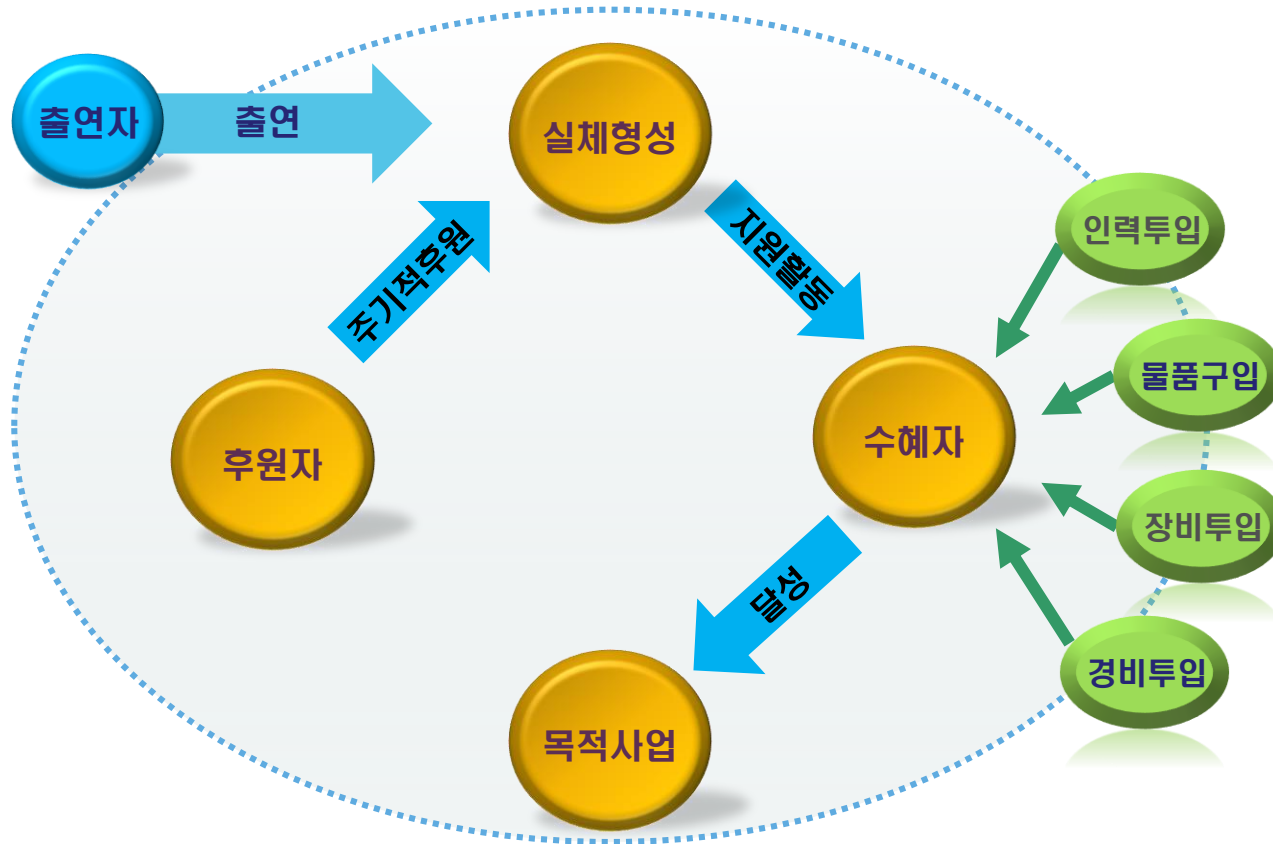 출연자
출연
실체형성
주기적후원
지원활동
인력투입
물품구입
후원자
수혜자
장비투입
달성
경비투입
목적사업